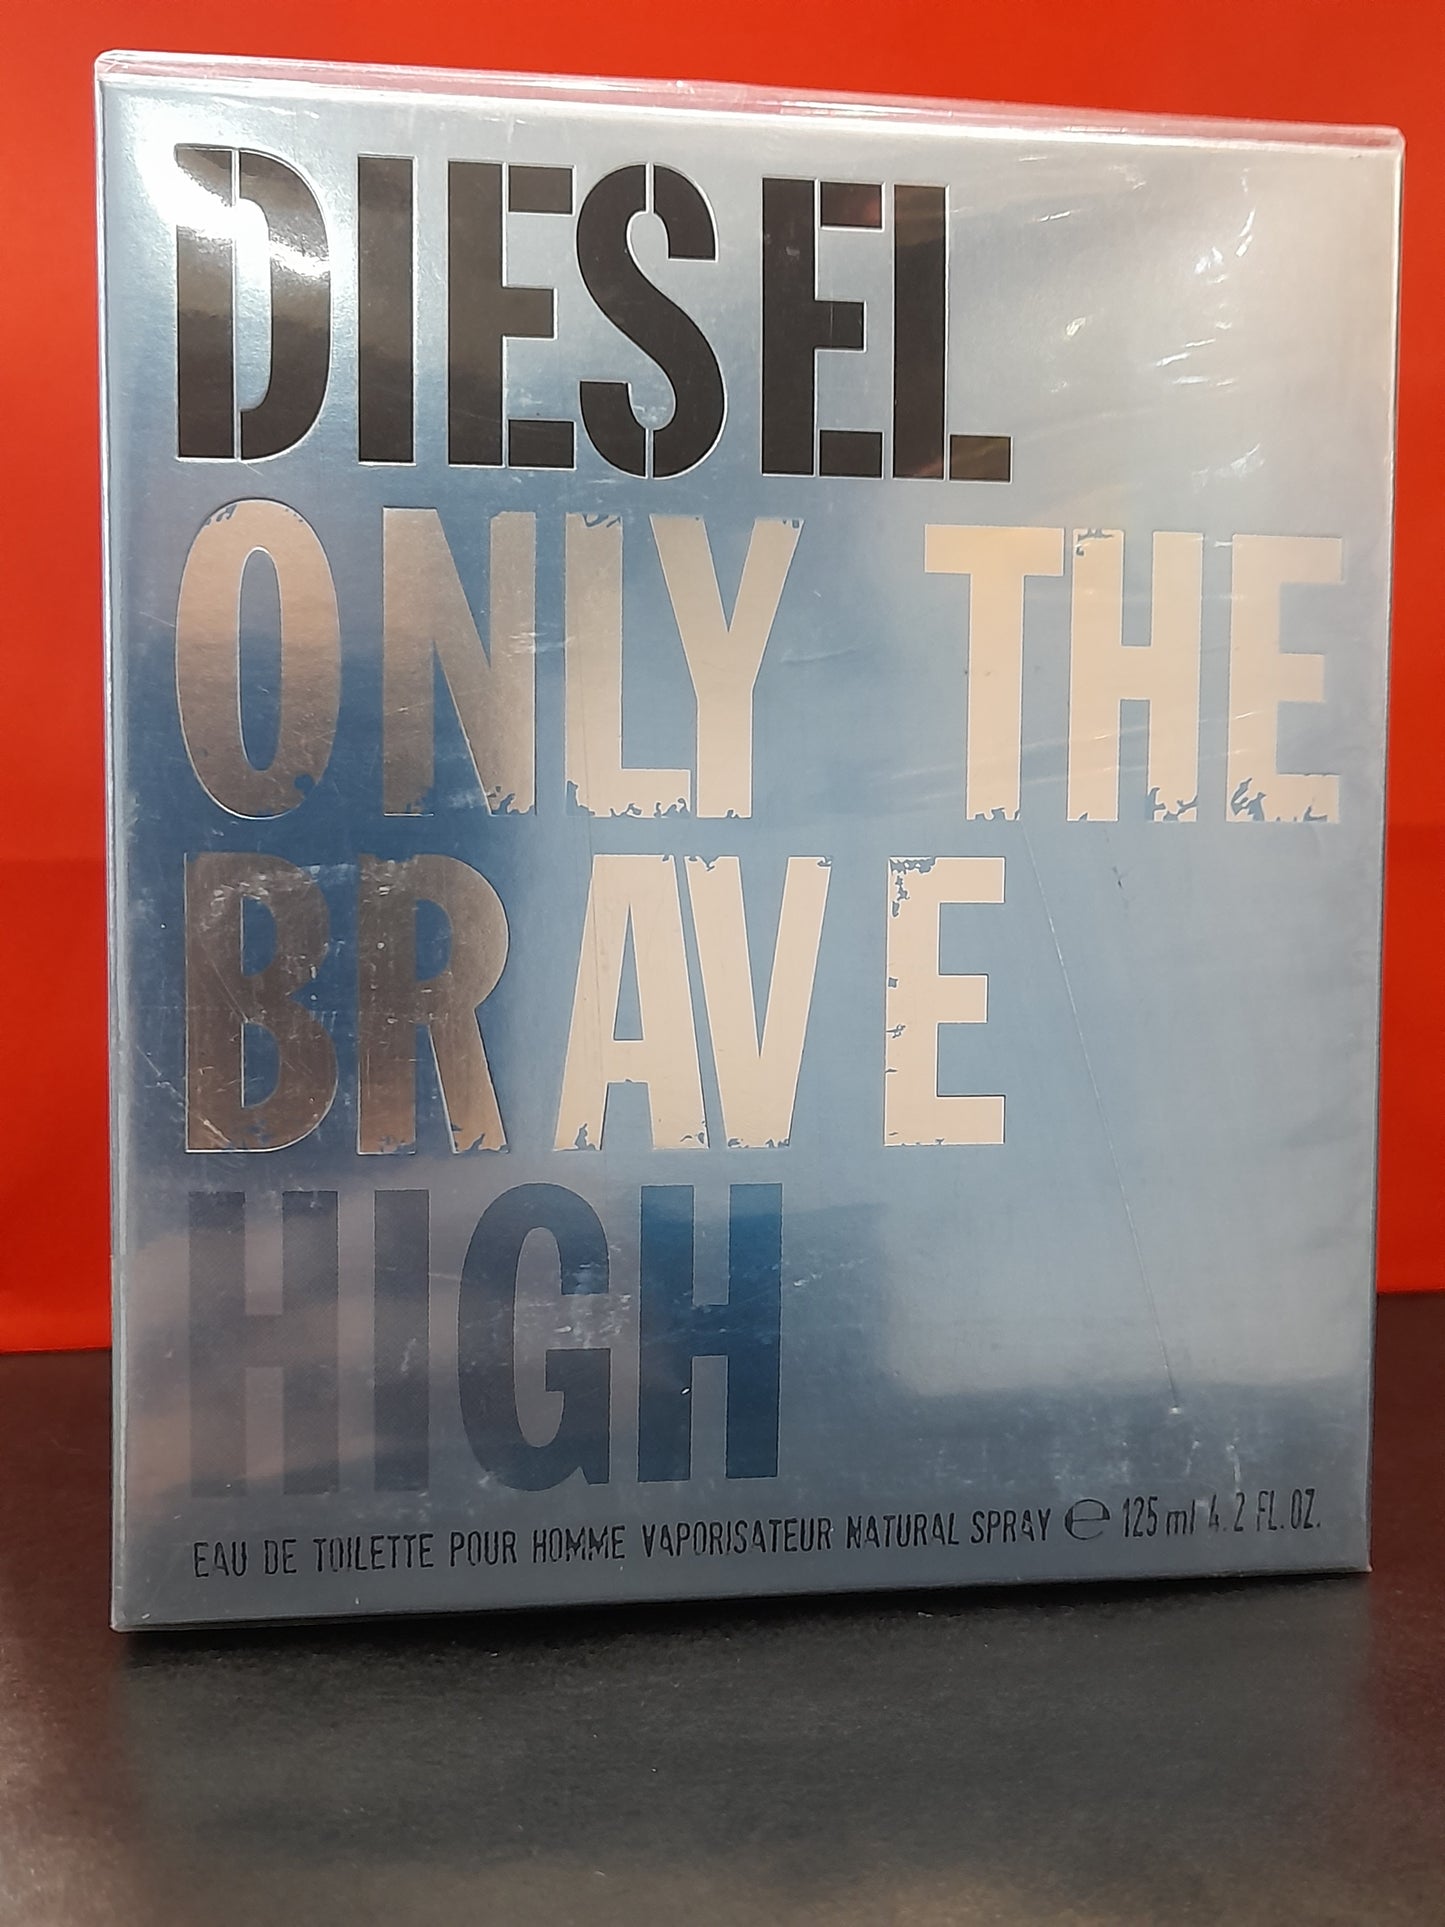 DIESEL
ONLY THE
BRAVE
HIGH
EAU DE TOILETTE POUR HOMME VAPORISATEUR NATURAL SPRAY ℮ 125 ml 4.2 FL.OZ.